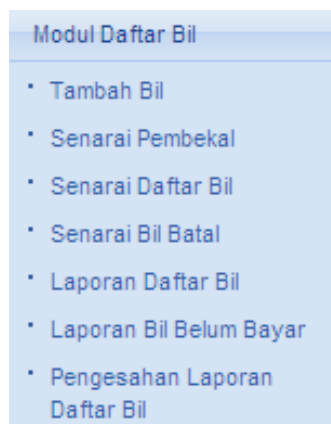 Modul Daftar Bil
Tambah Bil
Senarai Pembekal
Senarai Daftar Bil
Senarai Bil Batal
Laporan Daftar Bil
Laporan Bil Belum Bayar
Pengesahan Laporan
Daftar Bil